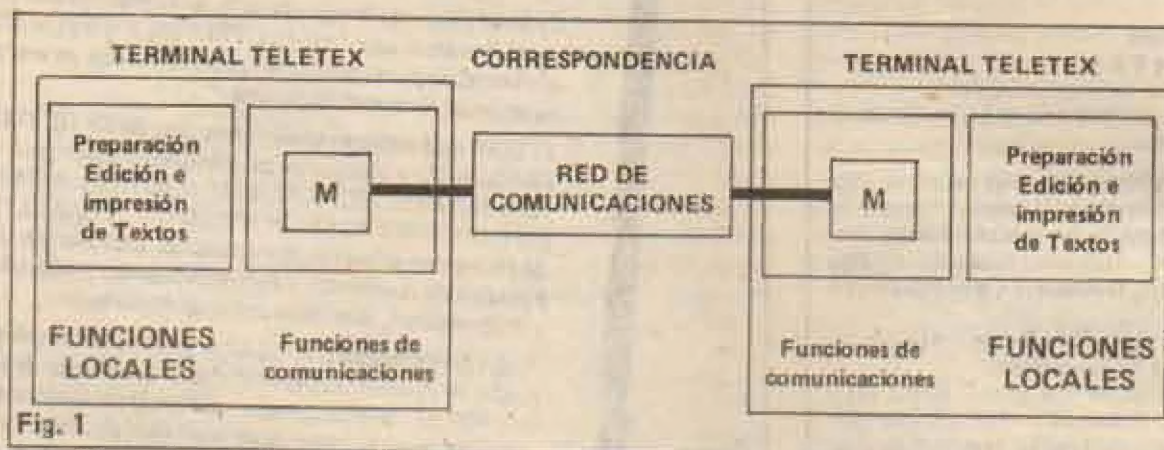 TERMINAL TELETEX
CORRESPONDENCIA
TERMINAL TELETEX
Preparación
Edición e
impresión
de Textos
M
RED DE
COMUNICACIONES
M
Preparación
Edición e
impresión
de Textos
FUNCIONES
LOCALES
Funciones de
comunicaciones
Funciones de
comunicaciones
FUNCIONES
LOCALES
Fig. 1